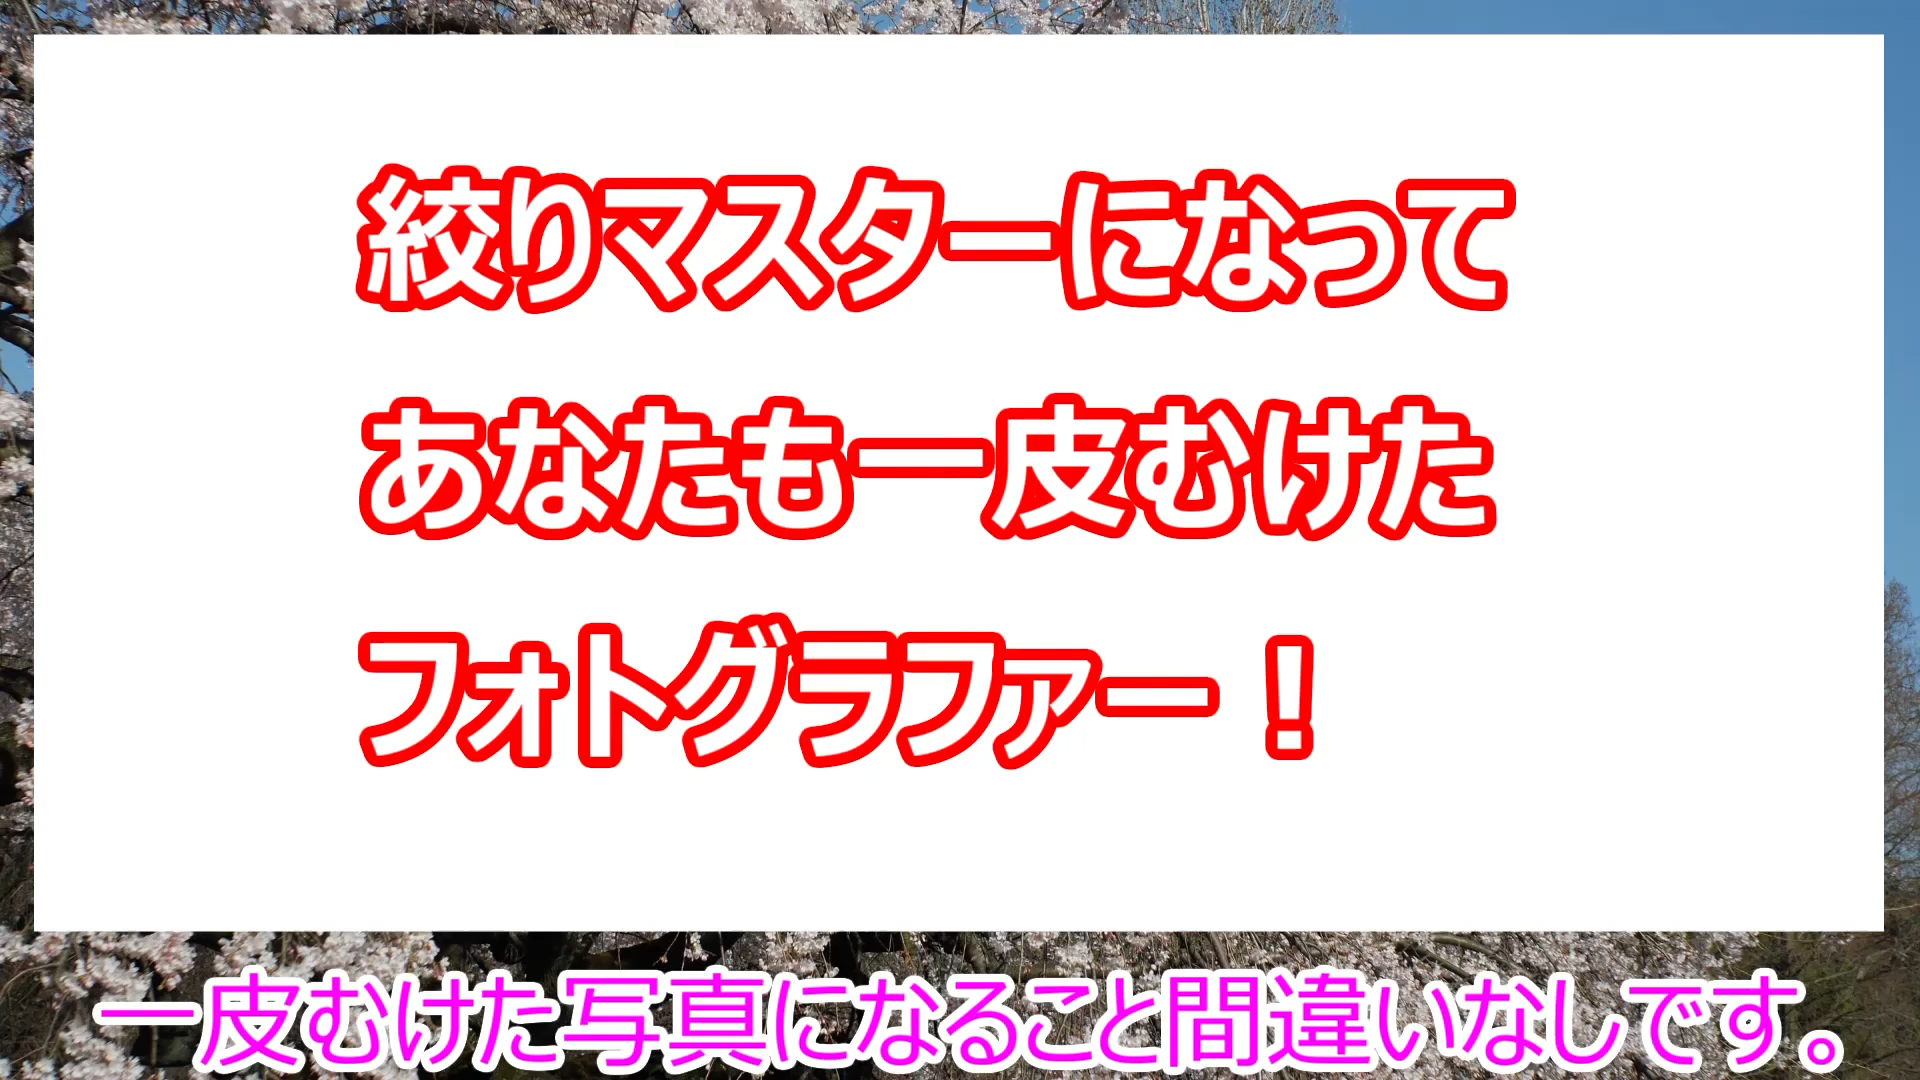 絞りマスターになって
あなたも一皮むけた
フォトグラファー！
一皮むけた写真になること間違いなしです。